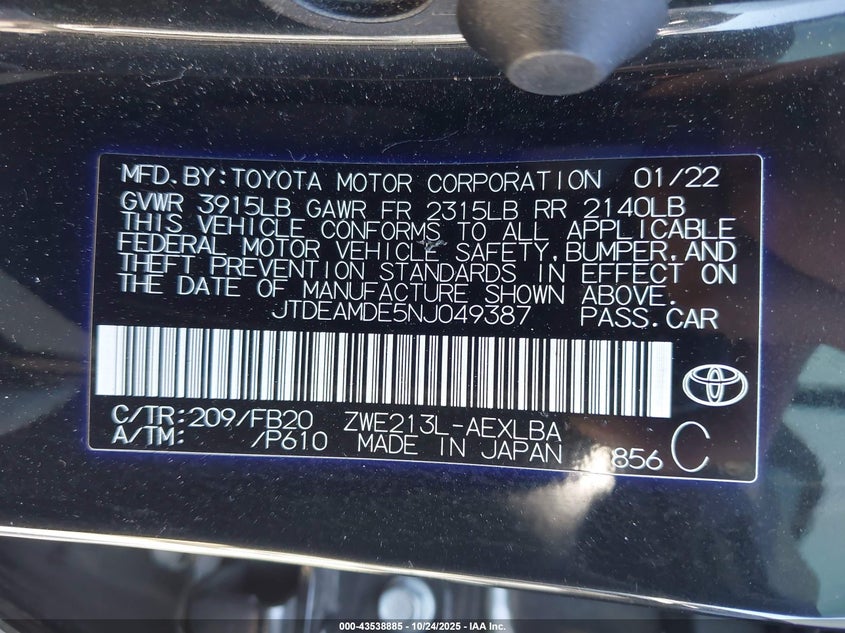 MFD. BY: TOYOTA MOTOR CORPORATION 01/22
GVWR 3915LB GAWR FR 2315LB RR 2140LB
THIS VEHICLE CONFORMS TO ALL APPLICABLE
FEDERAL MOTOR VEHICLE SAFETY, BUMPER, AND
THEFT PREVENTION STANDARDS IN EFFECT ON
THE DATE OF MANUFACTURE SHOWN ABOVE.
JTDEAMDE5NJ049387 PASS. CAR
C/TR: 209/FB20 ZWE213L-AEXLBA
A/TM: /P610 MADE IN JAPAN 856 C
000-43538885 - 10/24/2025 - IAA Inc.